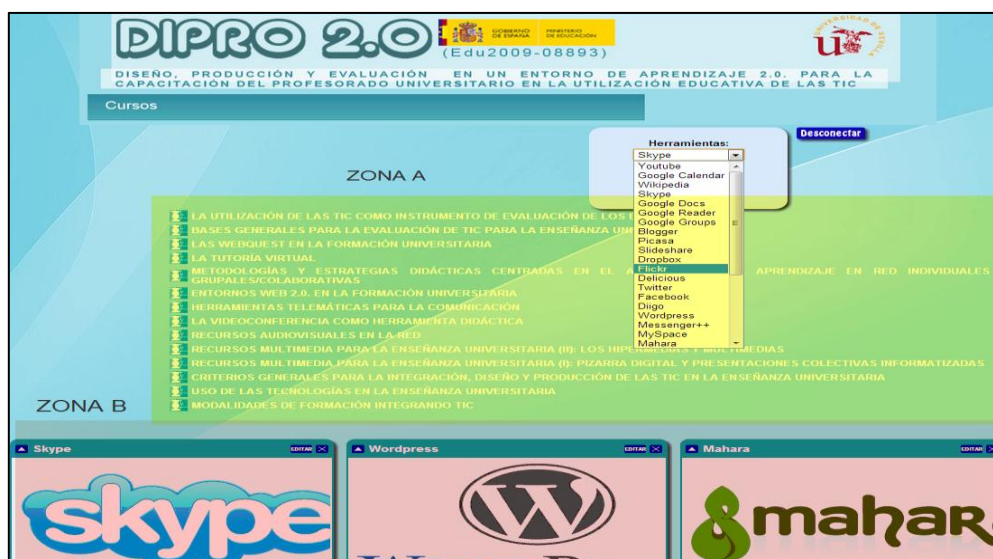 DIPRO 2.0
GOBIERNO DE ESPAÑA
MINISTERIO DE EDUCACIÓN
(Edu2009-08893)
UNIVERSIDAD DE SEVILLA
DISEÑO, PRODUCCIÓN Y EVALUACIÓN EN UN ENTORNO DE APRENDIZAJE 2.0. PARA LA
CAPACITACIÓN DEL PROFESORADO UNIVERSITARIO EN LA UTILIZACIÓN EDUCATIVA DE LAS TIC
Cursos
Desconectar
Herramientas:
Skype
Youtube
Google Calendar
Wikipedia
Skype
Google Docs
Google Reader
Google Groups
Blogger
Picasa
Slideshare
Dropbox
Flickr
Delicious
Twitter
Facebook
Diigo
Wordpress
Messenger++
MySpace
Mahara
ZONA A
LA UTILIZACIÓN DE LAS TIC COMO INSTRUMENTO DE EVALUACIÓN DE LOS
BASES GENERALES PARA LA EVALUACIÓN DE TIC PARA LA ENSEÑANZA
LAS WEBQUEST EN LA FORMACIÓN UNIVERSITARIA
LA TUTORÍA VIRTUAL
METODOLOGÍAS Y ESTRATEGIAS DIDÁCTICAS CENTRADAS EN EL APRENDIZAJE EN RED INDIVIDUALES
GRUPALES/COLABORATIVAS
ENTORNOS WEB 2.0. EN LA FORMACIÓN UNIVERSITARIA
HERRAMIENTAS TELEMÁTICAS PARA LA COMUNICACIÓN
LA VIDEOCONFERENCIA COMO HERRAMIENTA DIDÁCTICA
RECURSOS AUDIOVISUALES EN LA RED
RECURSOS MULTIMEDIA PARA LA ENSEÑANZA UNIVERSITARIA (II): LOS HIPERMEDIAS Y MULTIMEDIAS
RECURSOS MULTIMEDIA PARA LA ENSEÑANZA UNIVERSITARIA (I): PIZARRA DIGITAL Y PRESENTACIONES COLECTIVAS INFORMATIZADAS
CRITERIOS GENERALES PARA LA INTEGRACIÓN, DISEÑO Y PRODUCCIÓN DE LAS TIC EN LA ENSEÑANZA UNIVERSITARIA
USO DE LAS TECNOLOGÍAS EN LA ENSEÑANZA UNIVERSITARIA
MODALIDADES DE FORMACIÓN INTEGRANDO TIC
ZONA B
Skype EDITAR
Wordpress EDITAR
Mahara EDITAR
skype
W
mahara